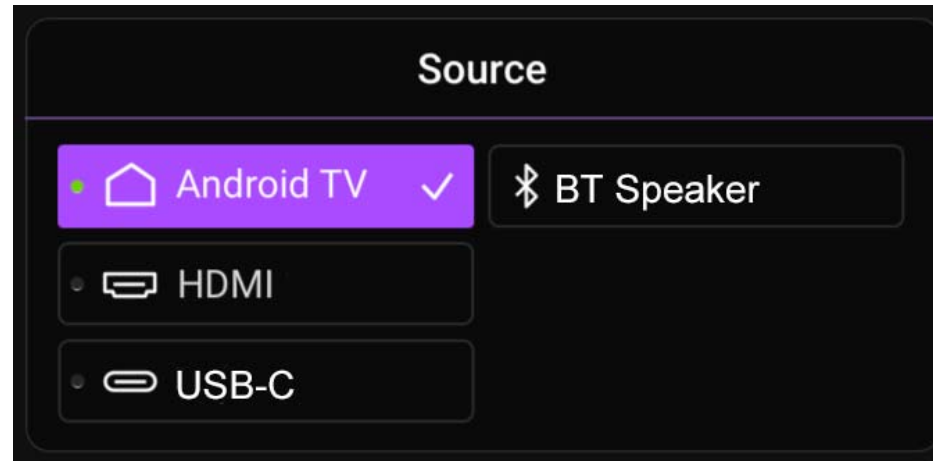 Source
Android TV
BT Speaker
HDMI
USB-C